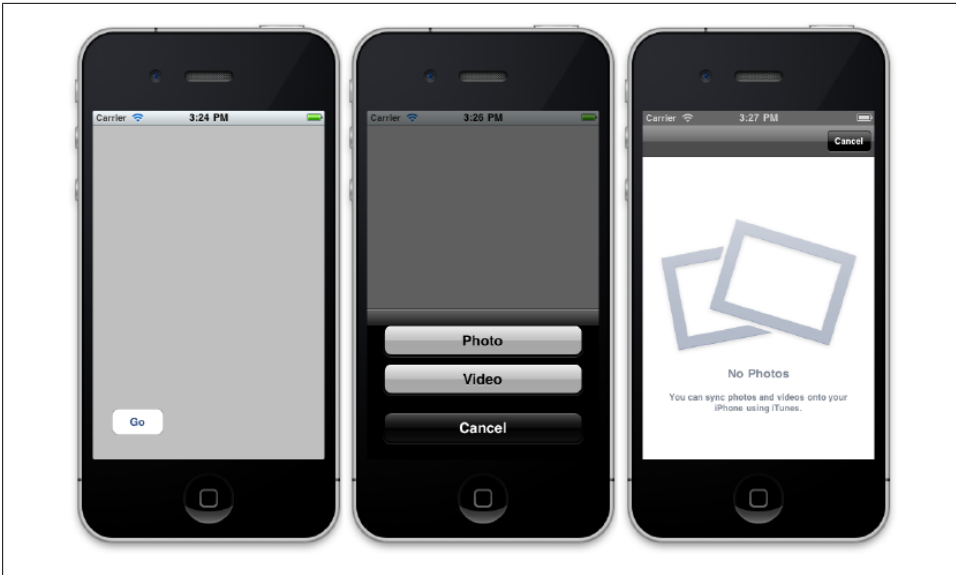 Carrier 3:24 PM
Go
Carrier 3:26 PM
Photo
Video
Cancel
Carrier 3:27 PM
Cancel
No Photos
You can sync photos and videos onto your
iPhone using iTunes.